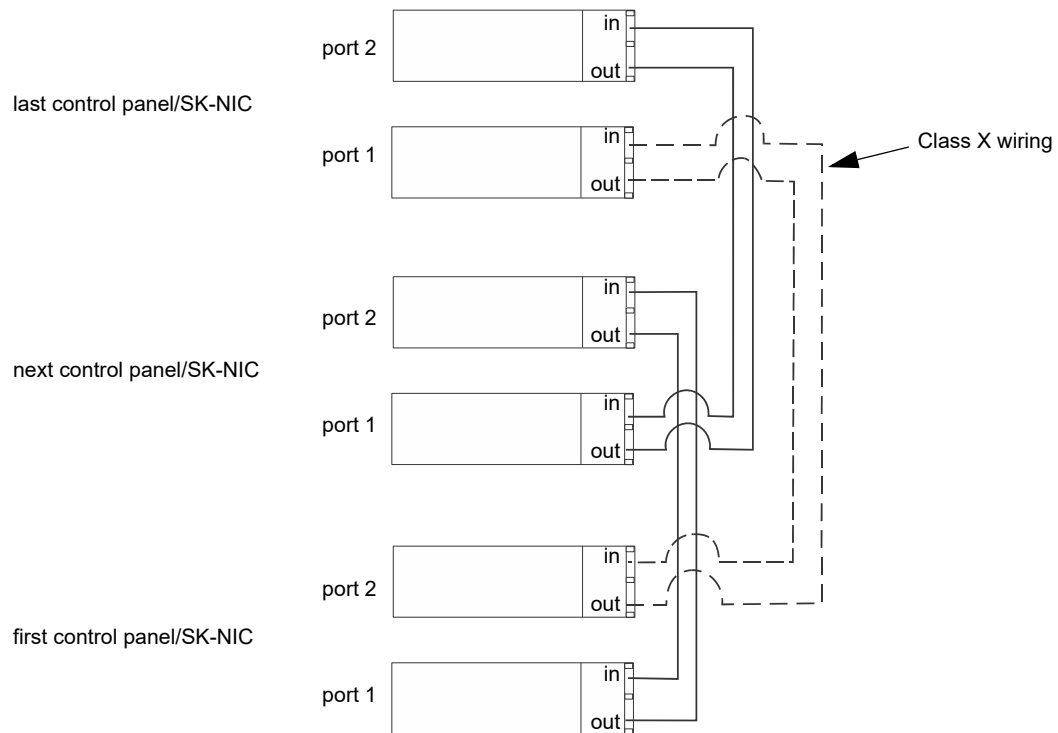 in
port 2
out
last control panel/SK-NIC
in
Class X wiring
port 1
out
in
port 2
out
next control panel/SK-NIC
in
port 1
out
in
port 2
out
first control panel/SK-NIC
in
port 1
out